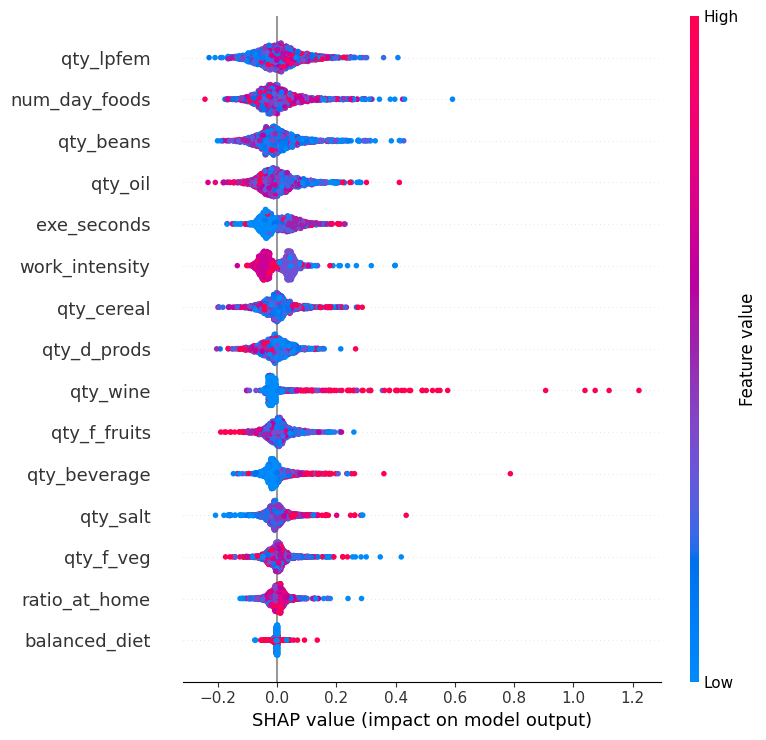 High
qty_lpfem
num_day_foods
qty_beans
qty_oil
exe_seconds
work_intensity
qty_cereal
qty_d_prods
qty_wine
qty_f_fruits
qty_beverage
qty_salt
qty_f_veg
ratio_at_home
balanced_diet
Feature value
Low
−0.2 0.0 0.2 0.4 0.6 0.8 1.0 1.2
SHAP value (impact on model output)